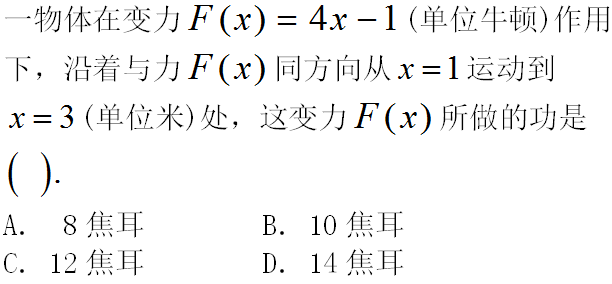 一物体在变力 F(x) = 4x − 1 (单位牛顿)作用
下，沿着与力 F(x) 同方向从 x = 1 运动到
x = 3 (单位米)处，这变力 F(x) 所做的功是
( ).
A. 8 焦耳 B. 10 焦耳
C. 12 焦耳 D. 14 焦耳